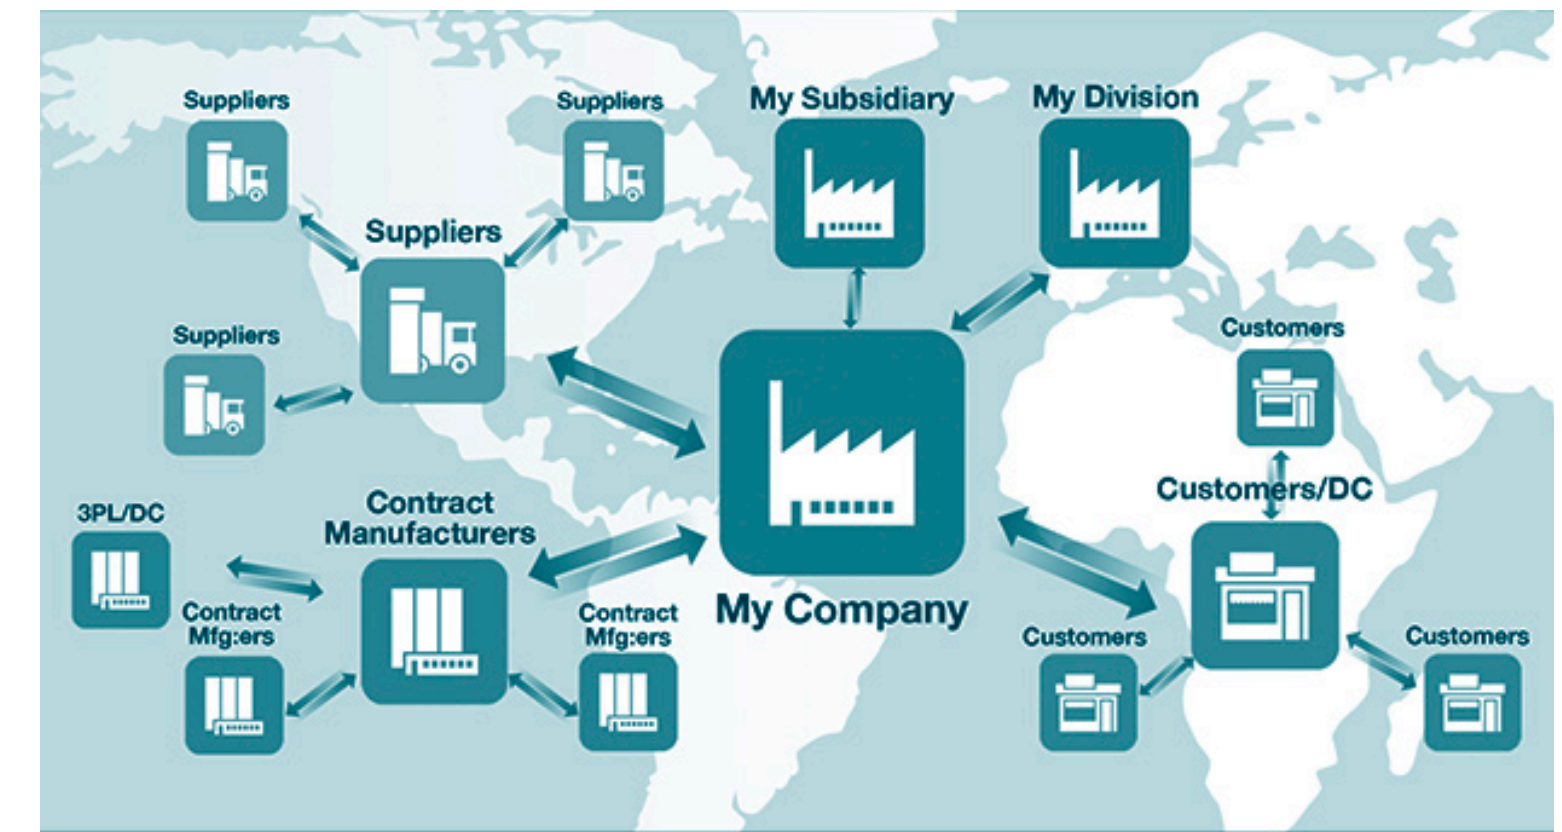 Suppliers
Suppliers
My Subsidiary
My Division
Suppliers
Suppliers
Customers
Customers/DC
Contract
Manufacturers
3PL/DC
Contract
Mfg:ers
Contract
Mfg:ers
My Company
Customers
Customers